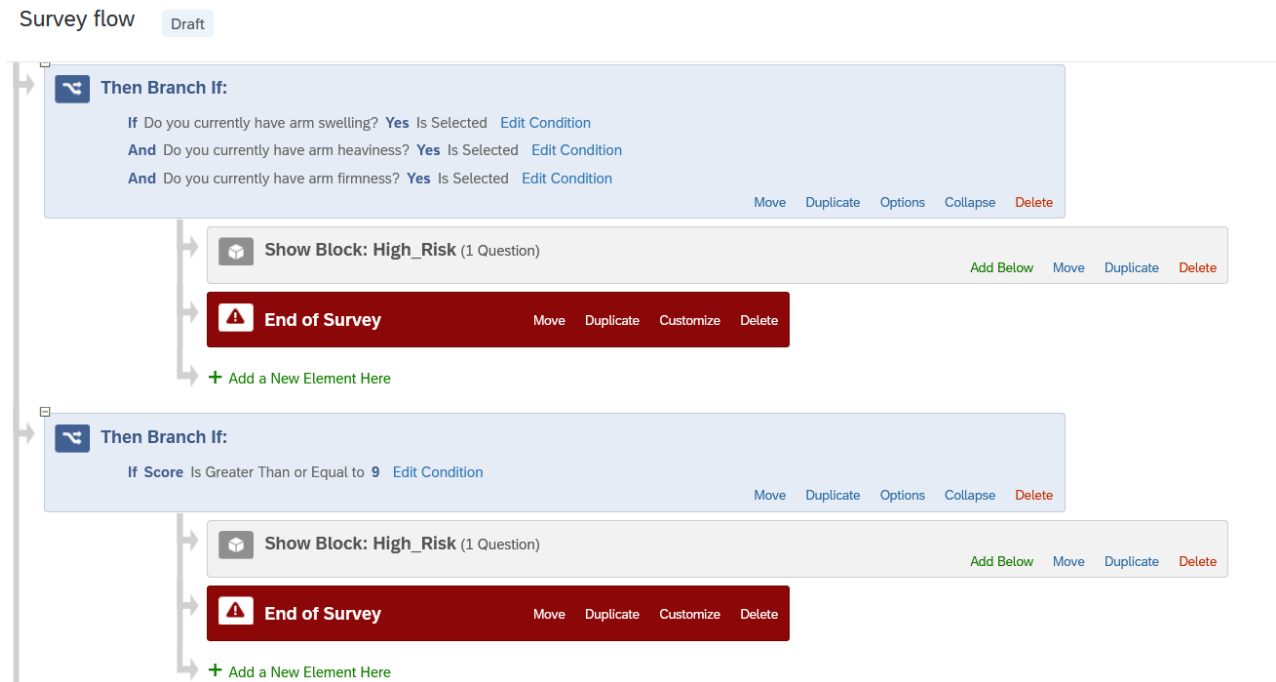 Survey flow Draft
Then Branch If:
If Do you currently have arm swelling? Yes Is Selected Edit Condition
And Do you currently have arm heaviness? Yes Is Selected Edit Condition
And Do you currently have arm firmness? Yes Is Selected Edit Condition
Move Duplicate Options Collapse Delete
Show Block: High_Risk (1 Question)
Add Below Move Duplicate Delete
End of Survey Move Duplicate Customize Delete
+ Add a New Element Here
Then Branch If:
If Score Is Greater Than or Equal to 9 Edit Condition
Move Duplicate Options Collapse Delete
Show Block: High_Risk (1 Question)
Add Below Move Duplicate Delete
End of Survey Move Duplicate Customize Delete
+ Add a New Element Here